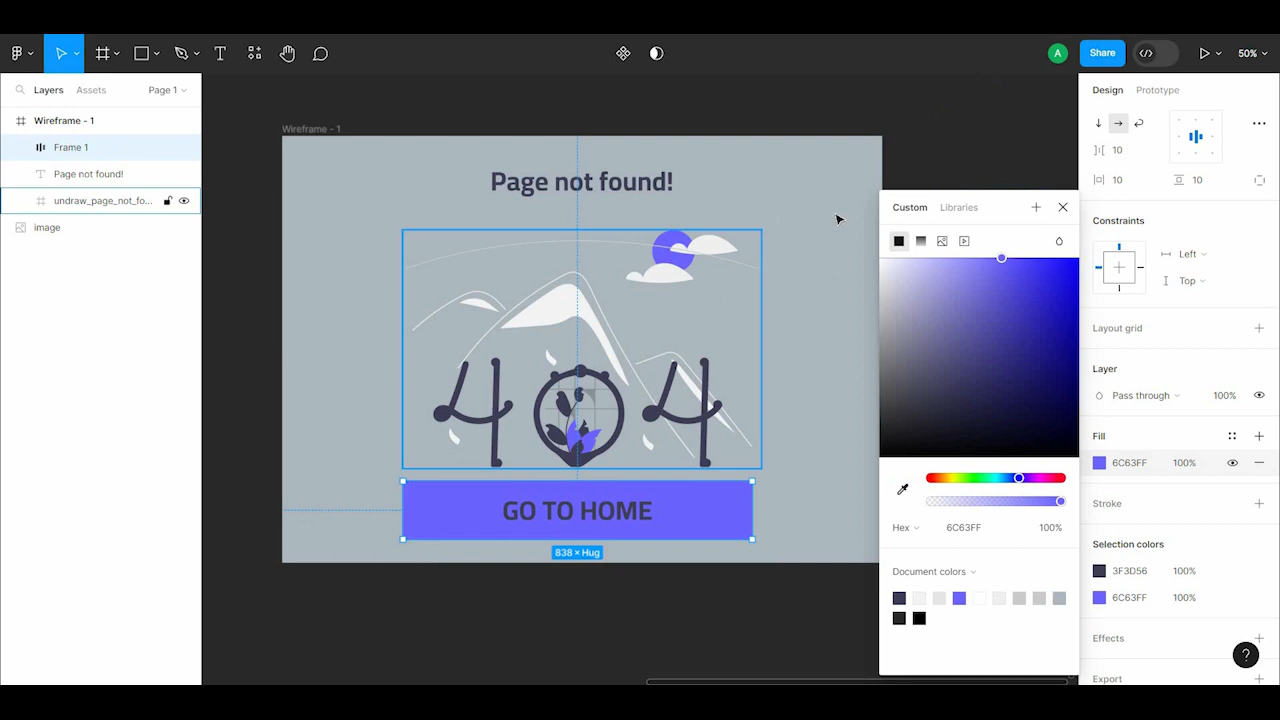 A
Share
50%
Layers
Assets
Page 1
Design
Prototype
Wireframe - 1
Frame 1
Page not found!
undraw_page_not_fo...
image
Wireframe - 1
Page not found!
404
GO TO HOME
838 × Hug
Custom
Libraries
Hex
6C63FF
100%
Document colors
10
10
10
Constraints
Left
Top
Layout grid
Layer
Pass through
100%
Fill
6C63FF
100%
Stroke
Selection colors
3F3D56
100%
6C63FF
100%
Effects
?
Export